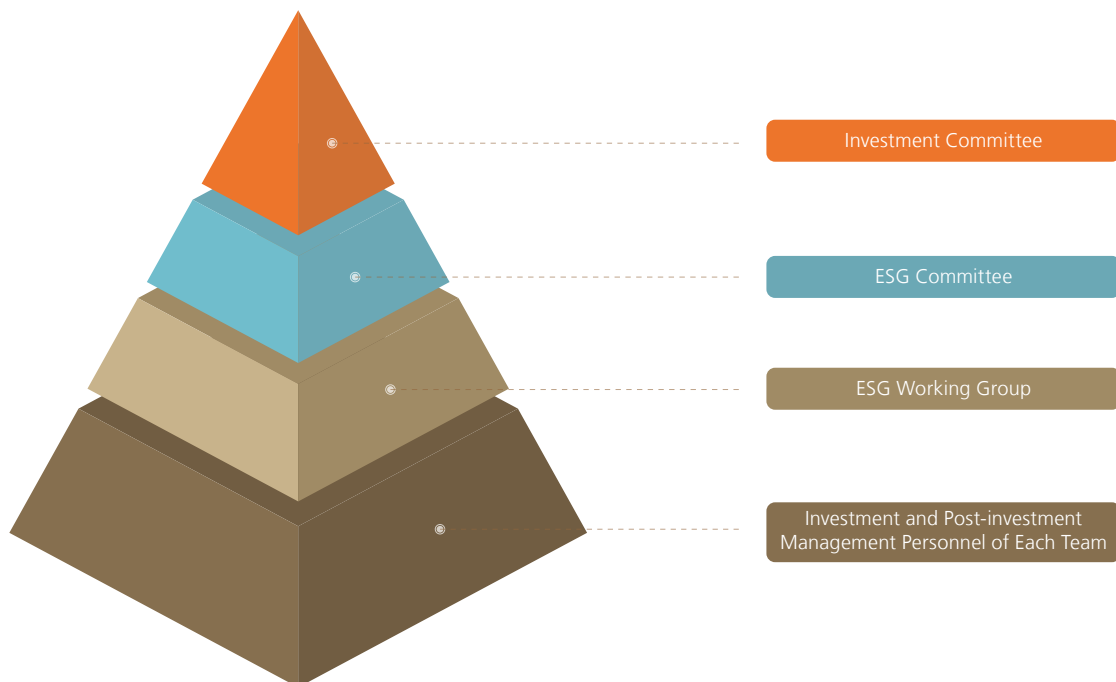 Investment Committee
ESG Committee
ESG Working Group
Investment and Post-investment
Management Personnel of Each Team